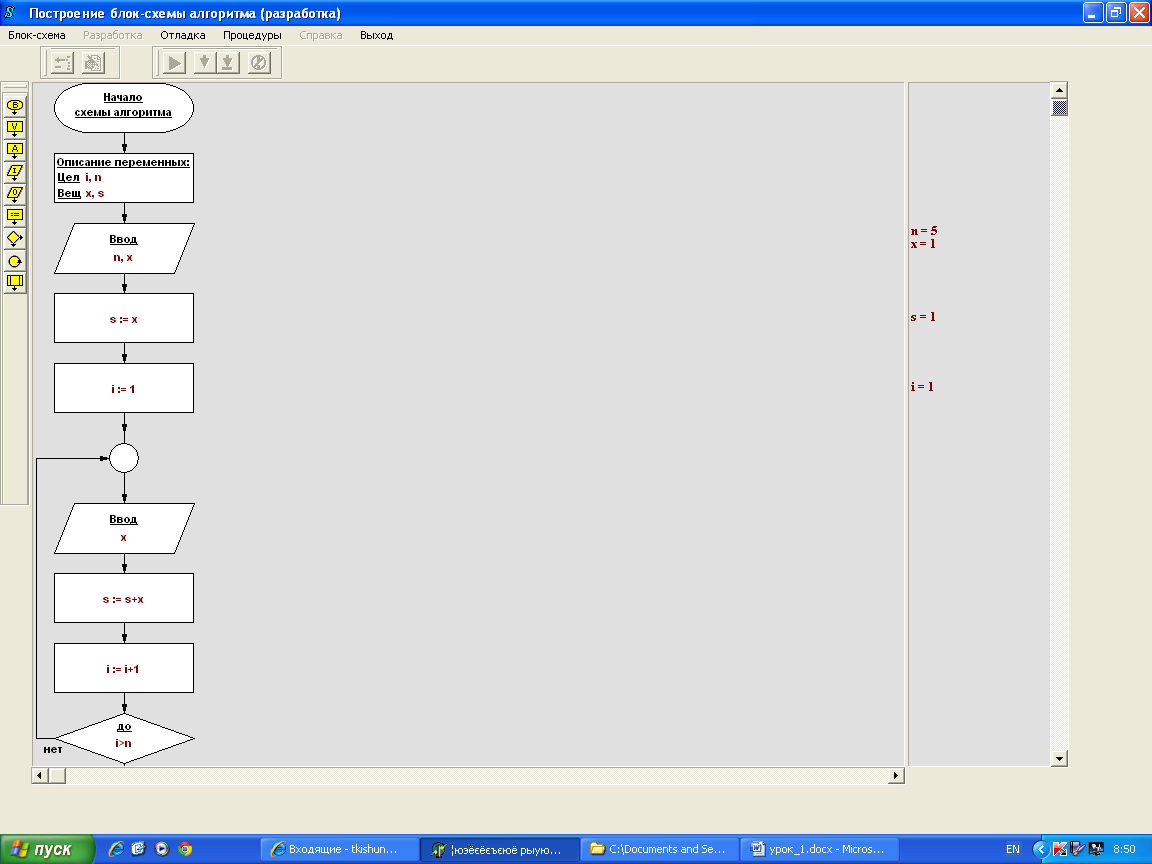 Построение блок-схемы алгоритма (разработка)
Блок-схема Разработка Отладка Процедуры Справка Выход
Начало
схемы алгоритма
Описание переменных:
Цел i, n
Вещ x, s
Ввод
n, x
s := x
i := 1
Ввод
x
s := s+x
i := i+1
до
i>n
нет
n = 5
x = 1
s = 1
i = 1
B
V
A
I
O
:=
пуск
Входящие - tkishun...
¦юэёєёєъєюё рыую...
C:\Documents and Se...
урок_1.docx - Micros...
EN
8:50